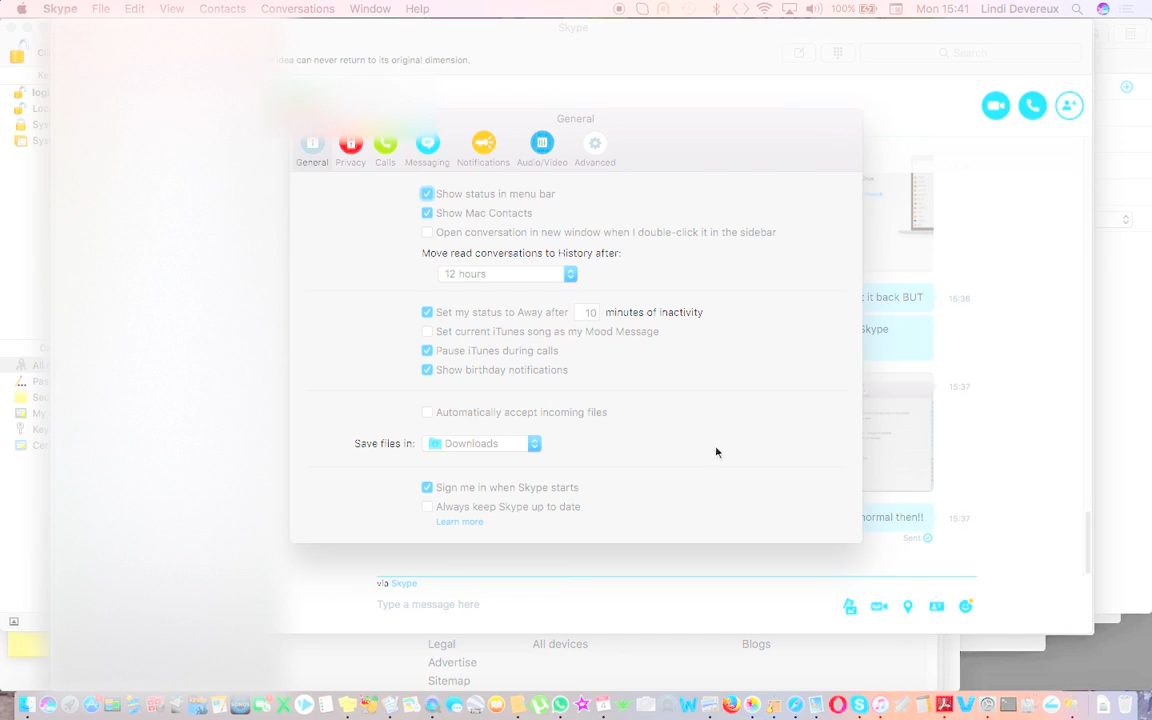 Skype File Edit View Contacts Conversations Window Help 100% Mon 15:41 Lindi Devereux
Skype
idea can never return to its original dimension.
Search
General
General Privacy Calls Messaging Notifications Audio/Video Advanced
Show status in menu bar
Show Mac Contacts
Open conversation in new window when I double-click it in the sidebar
Move read conversations to History after:
12 hours
Set my status to Away after 10 minutes of inactivity
Set current iTunes song as my Mood Message
Pause iTunes during calls
Show birthday notifications
Automatically accept incoming files
Save files in: Downloads
Sign me in when Skype starts
Always keep Skype up to date
Learn more
it back BUT 15:36
Skype
15:37
normal then!! 15:37
Sent
via Skype
Type a message here
Legal All devices Blogs
Advertise
Sitemap